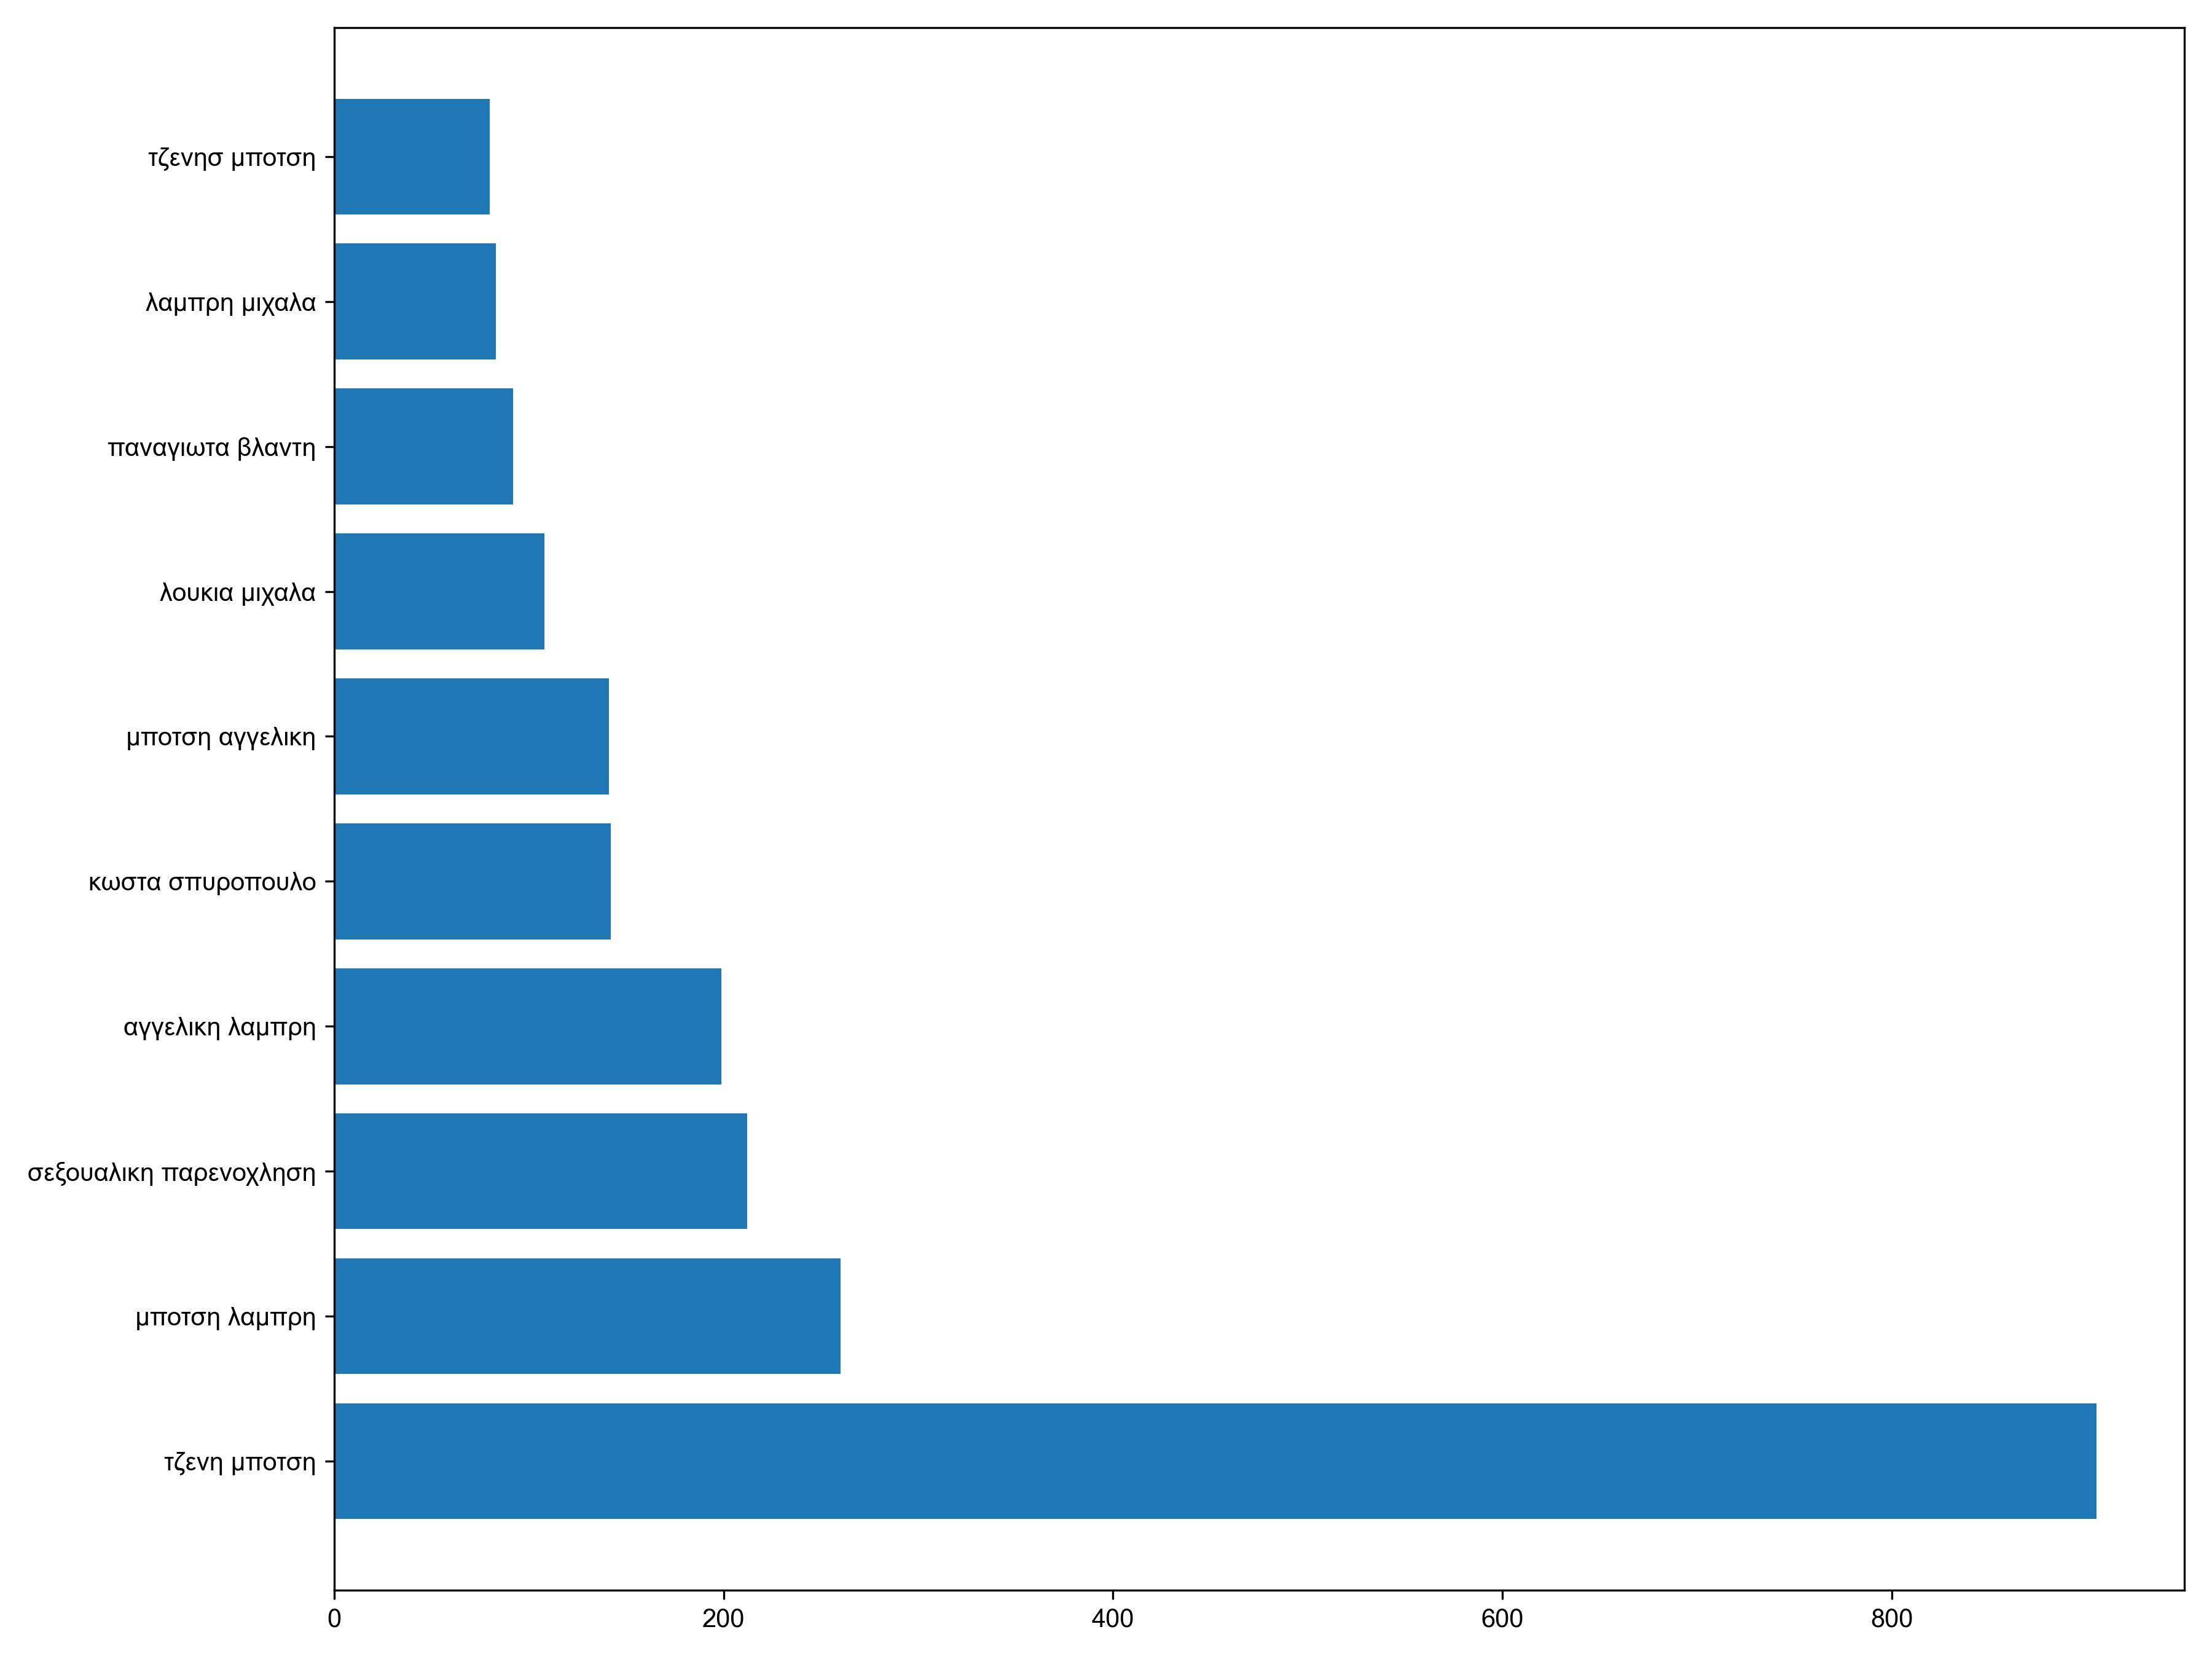 τζενησ μποτση
λαμπρη μιχαλα
παναγιωτα βλαντη
λουκια μιχαλα
μποτση αγγελικη
κωστα σπυροπουλο
αγγελικη λαμπρη
σεξουαλικη παρενοχληση
μποτση λαμπρη
τζενη μποτση
0 200 400 600 800